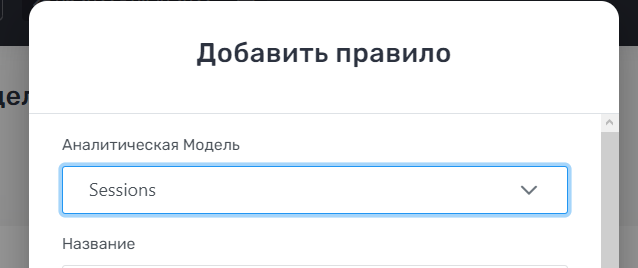 Добавить правило
Аналитическая Модель
Sessions
Название